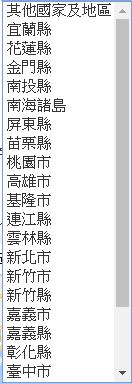 其他國家及地區
宜蘭縣
花蓮縣
金門縣
南投縣
南海諸島
屏東縣
苗栗縣
桃園市
高雄市
基隆市
連江縣
雲林縣
新北市
新竹市
新竹縣
嘉義市
嘉義縣
彰化縣
臺中市